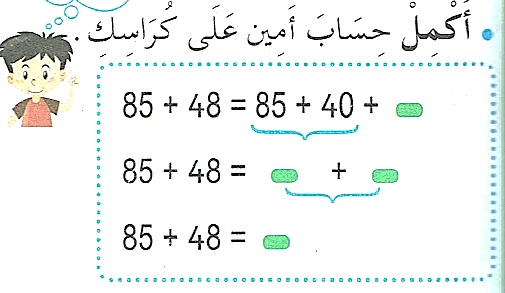 • أَكْمِلْ حِسَابَ أَمِين عَلَى كُرَاسِكِ .
85 + 48 = 85 + 40 +
85 + 48 = +
85 + 48 =